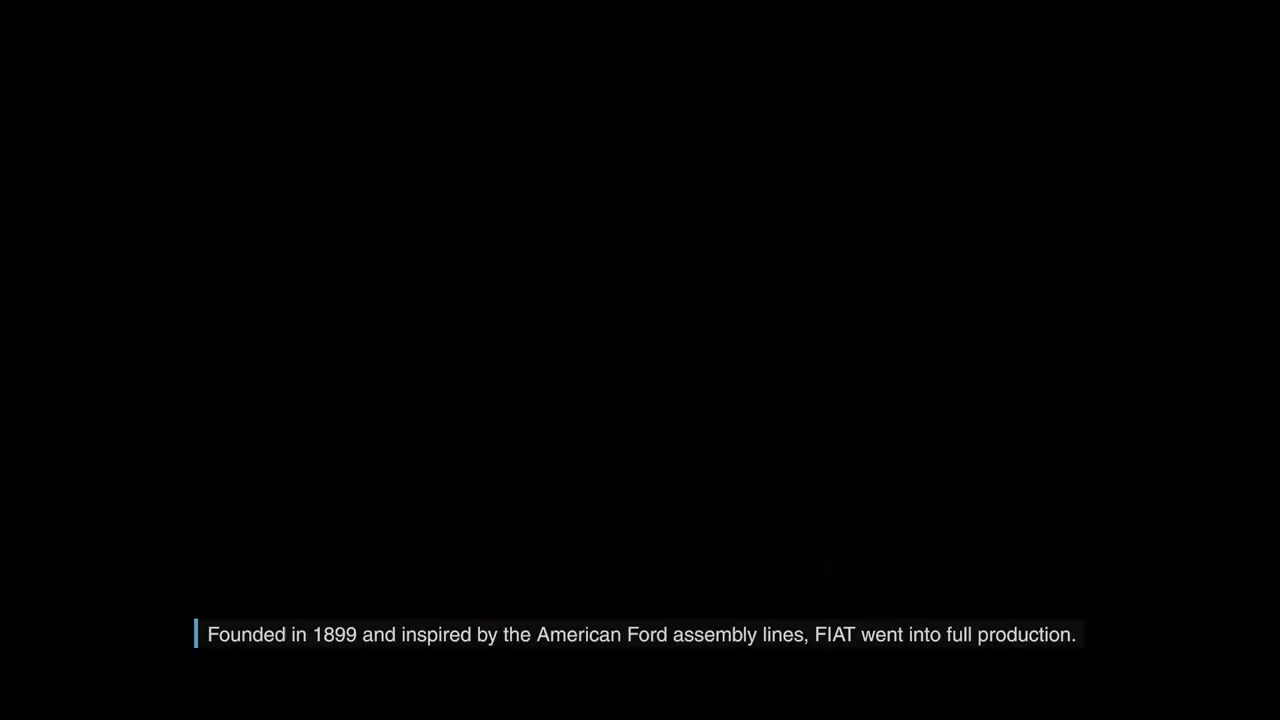 Founded in 1899 and inspired by the American Ford assembly lines, FIAT went into full production.